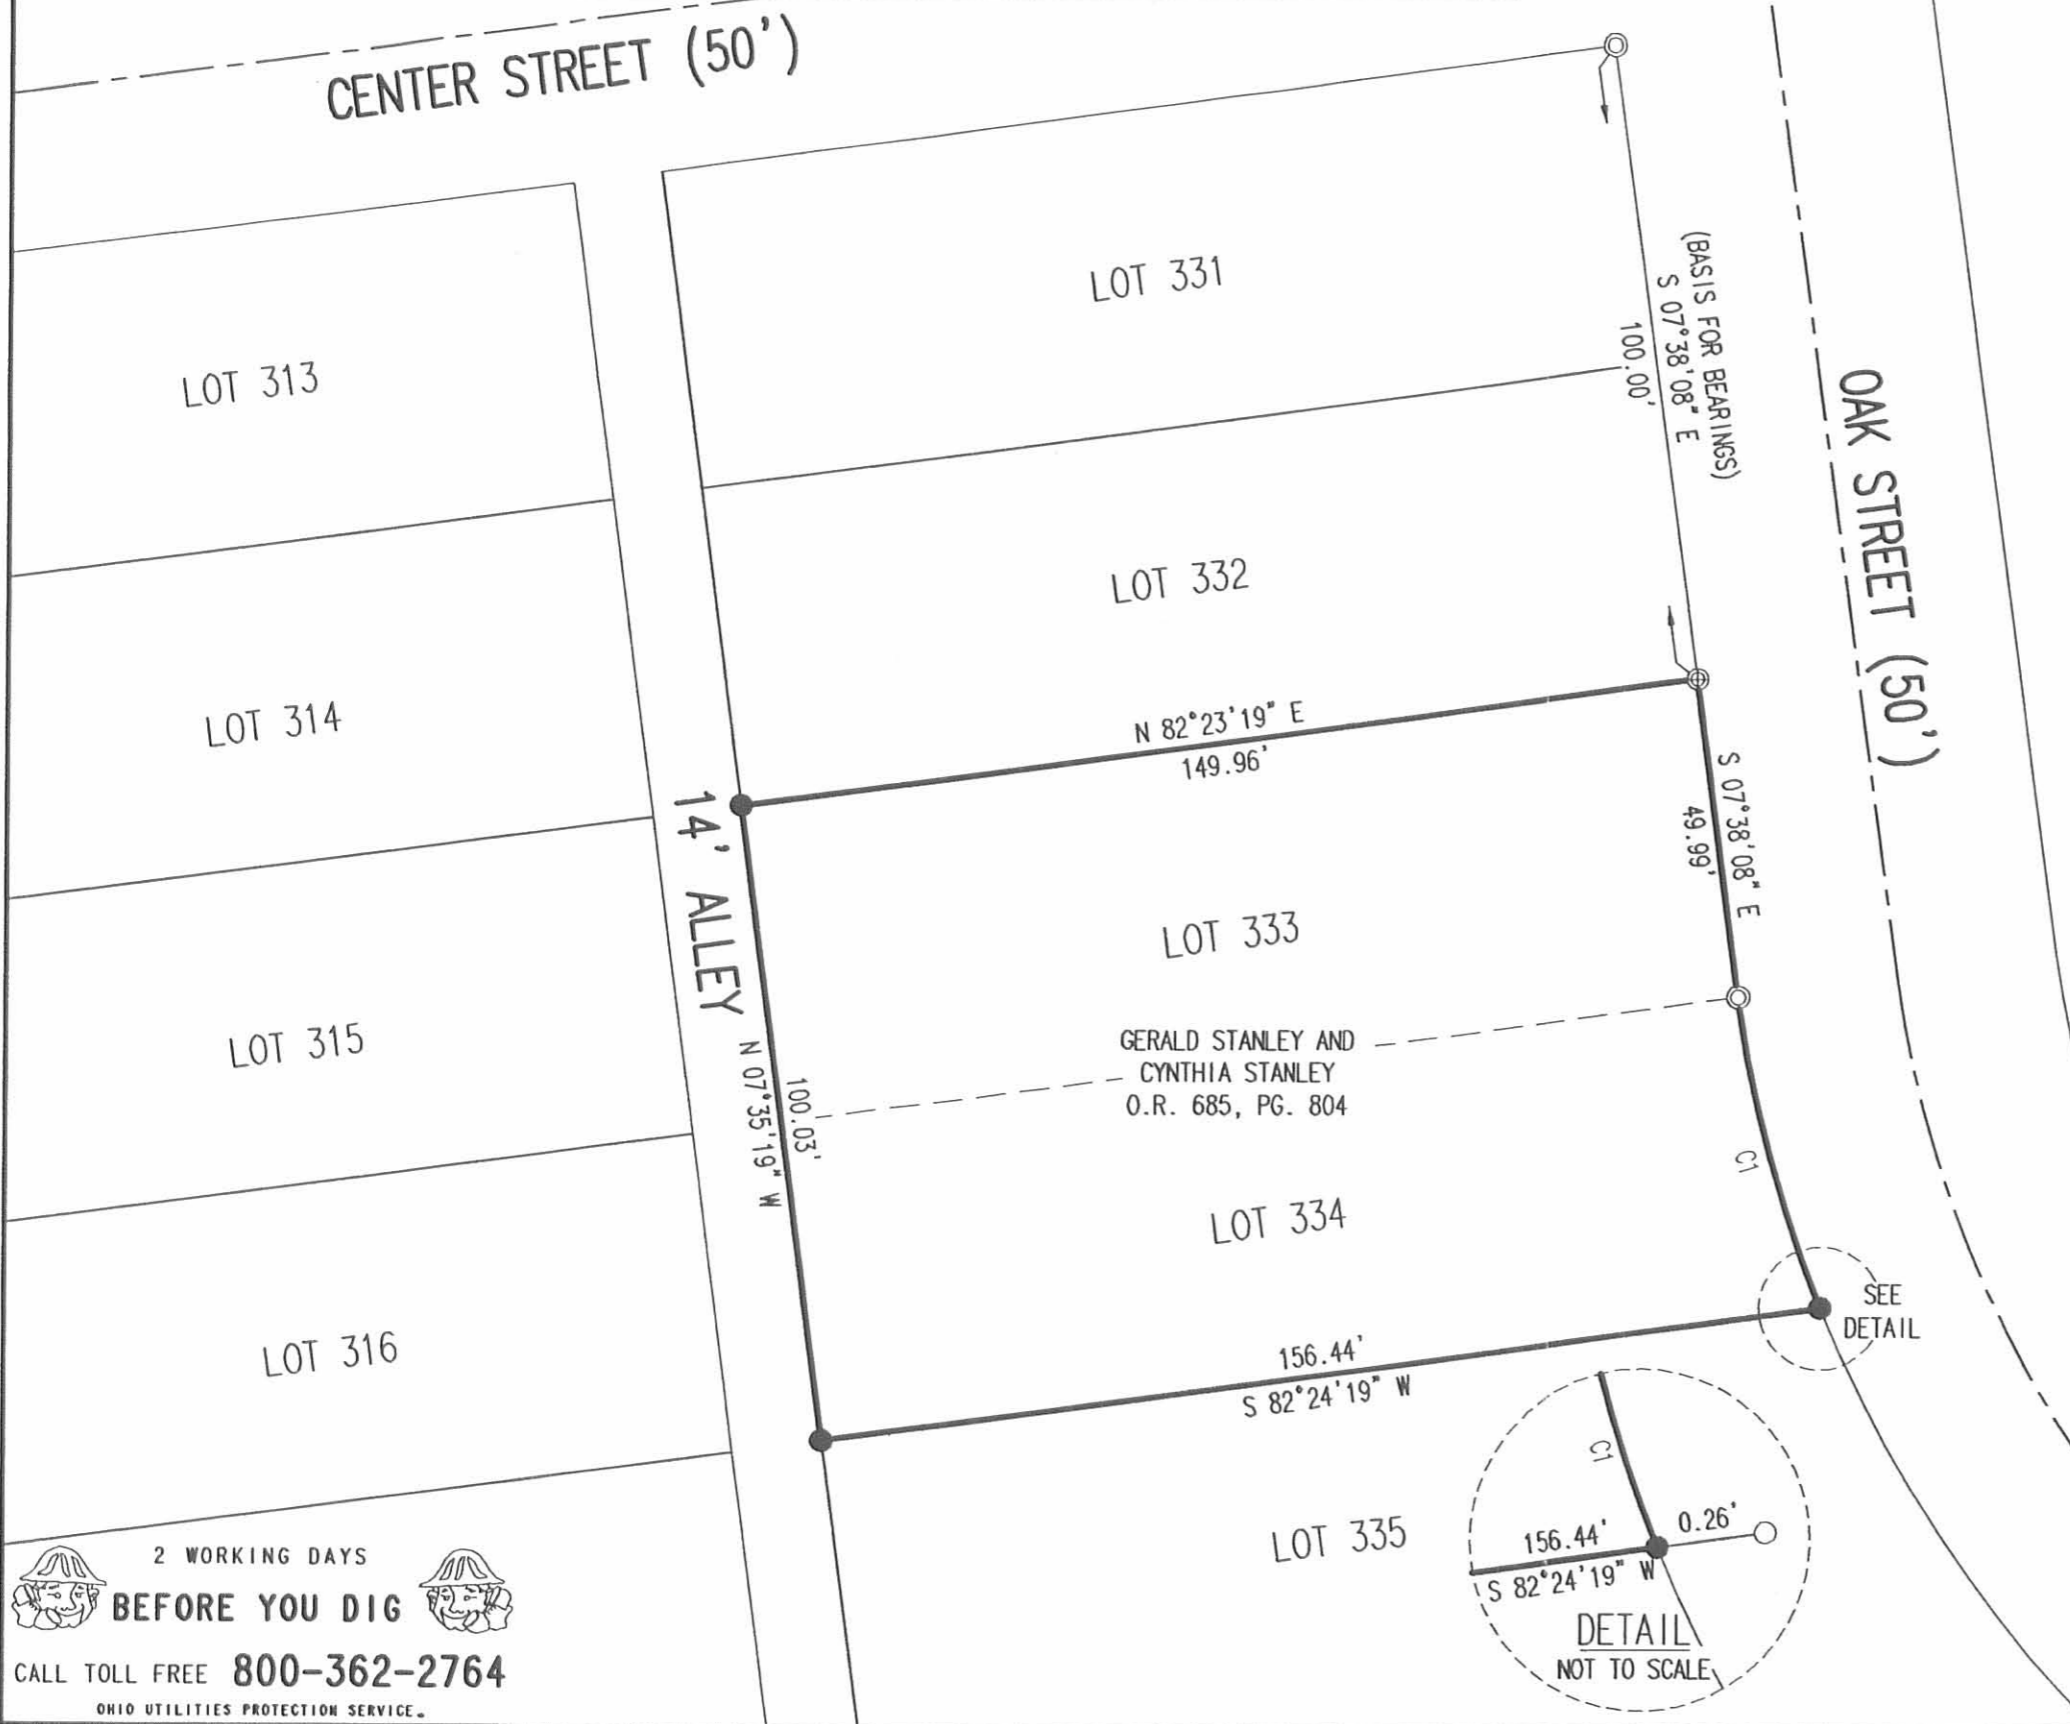 CENTER STREET (50')
LOT 331
(BASIS FOR BEARINGS)
S 07°38'08" E
100.00'
LOT 313
OAK STREET (50')
LOT 332
LOT 314
N 82°23'19" E
149.96'
S 07°38'08" E
49.99'
14' ALLEY
LOT 333
LOT 315
GERALD STANLEY AND
CYNTHIA STANLEY
O.R. 685, PG. 804
N 07°35'19" W
100.03'
C1
LOT 334
SEE
DETAIL
LOT 316
156.44'
S 82°24'19" W
C1
LOT 335
156.44'
0.26'
S 82°24'19" W
DETAIL
NOT TO SCALE
2 WORKING DAYS
BEFORE YOU DIG
CALL TOLL FREE 800-362-2764
OHIO UTILITIES PROTECTION SERVICE.